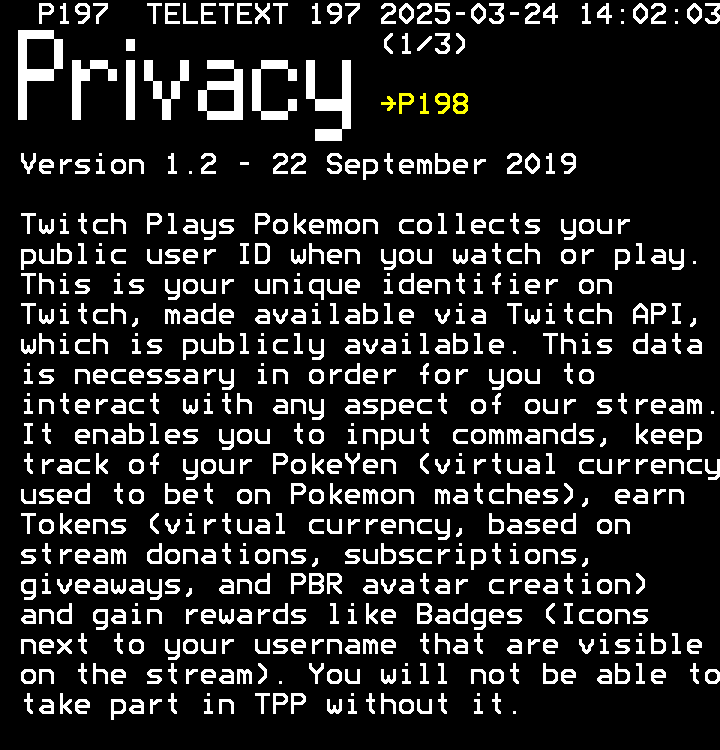 P197 TELETEXT 197 2025-03-24 14:02:03
(1/3)
Privacy
→P198
Version 1.2 - 22 September 2019
Twitch Plays Pokemon collects your
public user ID when you watch or play.
This is your unique identifier on
Twitch, made available via Twitch API,
which is publicly available. This data
is necessary in order for you to
interact with any aspect of our stream.
It enables you to input commands, keep
track of your PokeYen (virtual currency
used to bet on Pokemon matches), earn
Tokens (virtual currency, based on
stream donations, subscriptions,
giveaways, and PBR avatar creation)
and gain rewards like Badges (Icons
next to your username that are visible
on the stream). You will not be able to
take part in TPP without it.